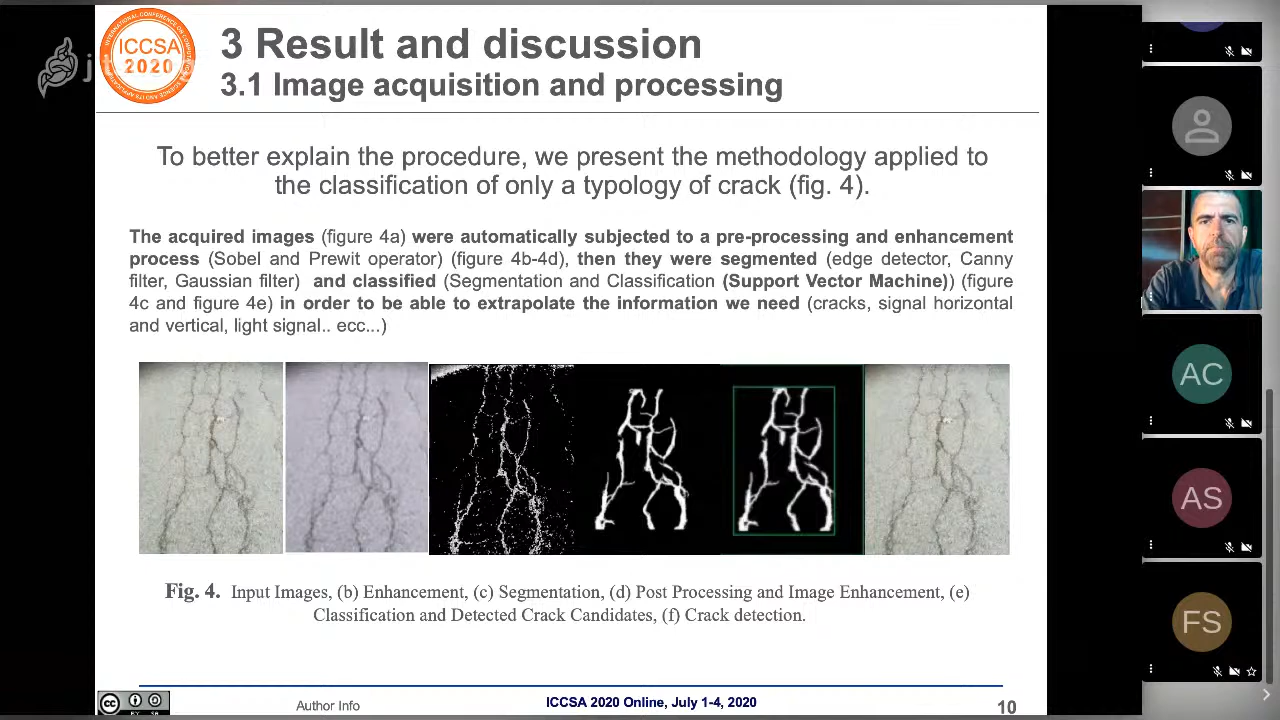 ICCSA
2020
3 Result and discussion
3.1 Image acquisition and processing
To better explain the procedure, we present the methodology applied to
the classification of only a typology of crack (fig. 4).
The acquired images (figure 4a) were automatically subjected to a pre-processing and enhancement
process (Sobel and Prewit operator) (figure 4b-4d), then they were segmented (edge detector, Canny
filter, Gaussian filter) and classified (Segmentation and Classification (Support Vector Machine)) (figure
4c and figure 4e) in order to be able to extrapolate the information we need (cracks, signal horizontal
and vertical, light signal.. ecc...)
Fig. 4. Input Images, (b) Enhancement, (c) Segmentation, (d) Post Processing and Image Enhancement, (e)
Classification and Detected Crack Candidates, (f) Crack detection.
Author Info
ICCSA 2020 Online, July 1-4, 2020
10
cc
AC
AS
FS